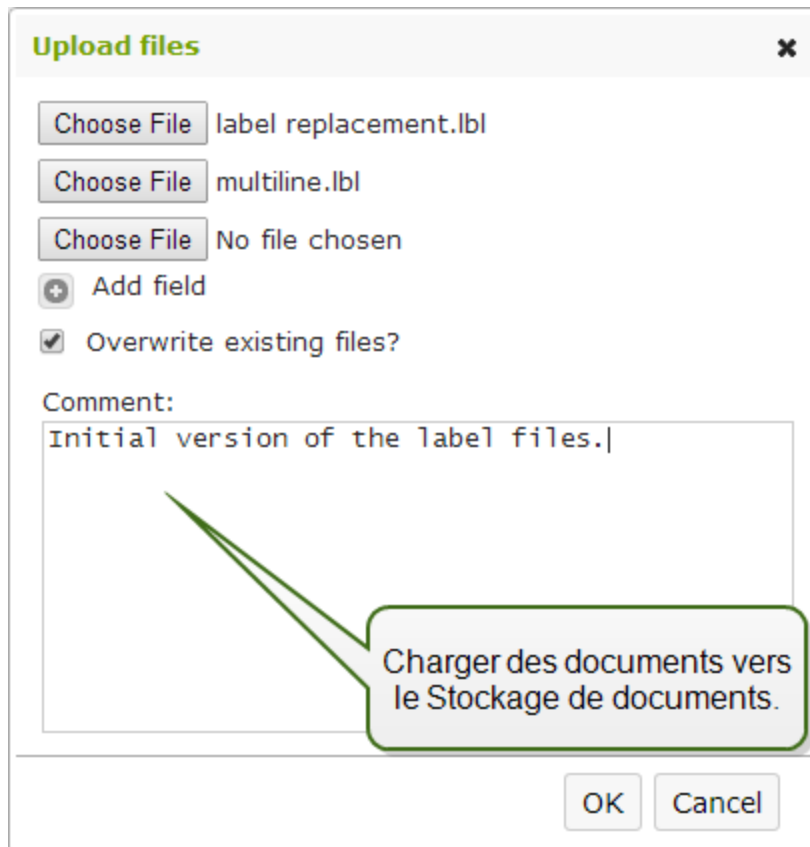 Upload files
Choose File label replacement.lbl
Choose File multiline.lbl
Choose File No file chosen
Add field
Overwrite existing files?
Comment:
Initial version of the label files.
Charger des documents vers
le Stockage de documents.
OK Cancel